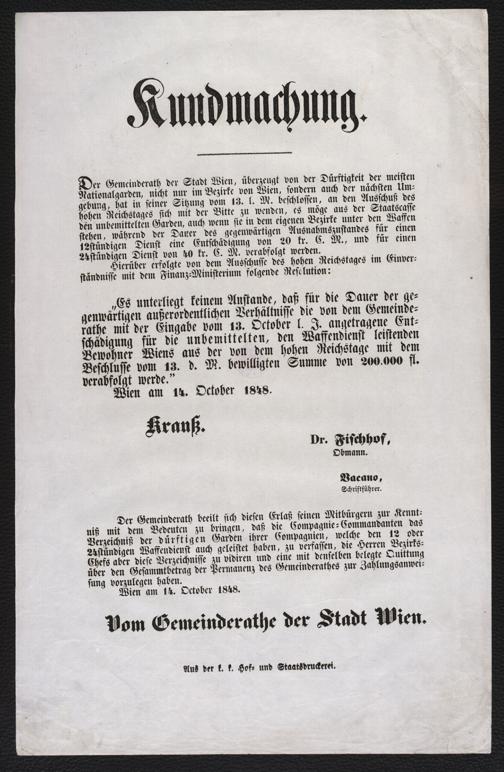 Kundmachung.
Der Gemeinderath der Stadt Wien, überzeugt von der Dürftigkeit der meisten
Nationalgarden, nicht nur im Bezirke von Wien, sondern auch der nächsten Um-
gebung, hat in seiner Sitzung vom 13. l. M. beschlossen, an den Ausschuß des
hohen Reichstages sich mit der Bitte zu wenden, es möge aus der Staatscasse
den unbemittelten Garden, auch wenn sie in dem eigenen Bezirke unter den Waffen
stehen, während der Dauer des gegenwärtigen Ausnahmszustandes für einen
12stündigen Dienst eine Entschädigung von 20 kr. C. M., und für einen
24stündigen Dienst von 40 kr. C. M. verabfolgt werden.
Hierüber erfolgte von dem Ausschusse des hohen Reichstages im Einver-
ständnisse mit dem Finanz-Ministerium folgende Resolution:
„Es unterliegt keinem Anstande, daß für die Dauer der ge-
genwärtigen außerordentlichen Verhältnisse die von dem Gemeinde-
rathe mit der Eingabe vom 13. October l. J. angetragene Ent-
schädigung für die unbemittelten, den Waffendienst leistenden
Bewohner Wiens aus der von dem hohen Reichstage mit dem
Beschlusse vom 13. d. M. bewilligten Summe von 200.000 fl.
verabfolgt werde.”
Wien am 14. October 1848.
Krauß.
Dr. Fischhof,
Obmann.
Vacano,
Schriftführer.
Der Gemeinderath beeilt sich diesen Erlaß seinen Mitbürgern zur Kennt-
niß mit dem Bedeuten zu bringen, daß die Compagnie-Commandanten das
Verzeichniß der dürftigen Garden ihrer Compagnien, welche den 12 oder
24stündigen Waffendienst auch geleistet haben, zu verfassen, die Herren Bezirks-
Chefs aber diese Verzeichnisse zu vidiren und eine mit denselben belegte Quittung
über den Gesammtbetrag der Permanenz des Gemeinderathes zur Zahlungsanwei-
sung vorzulegen haben.
Wien am 14. October 1848.
Vom Gemeinderathe der Stadt Wien.
Aus der k. k. Hof- und Staatsdruckerei.